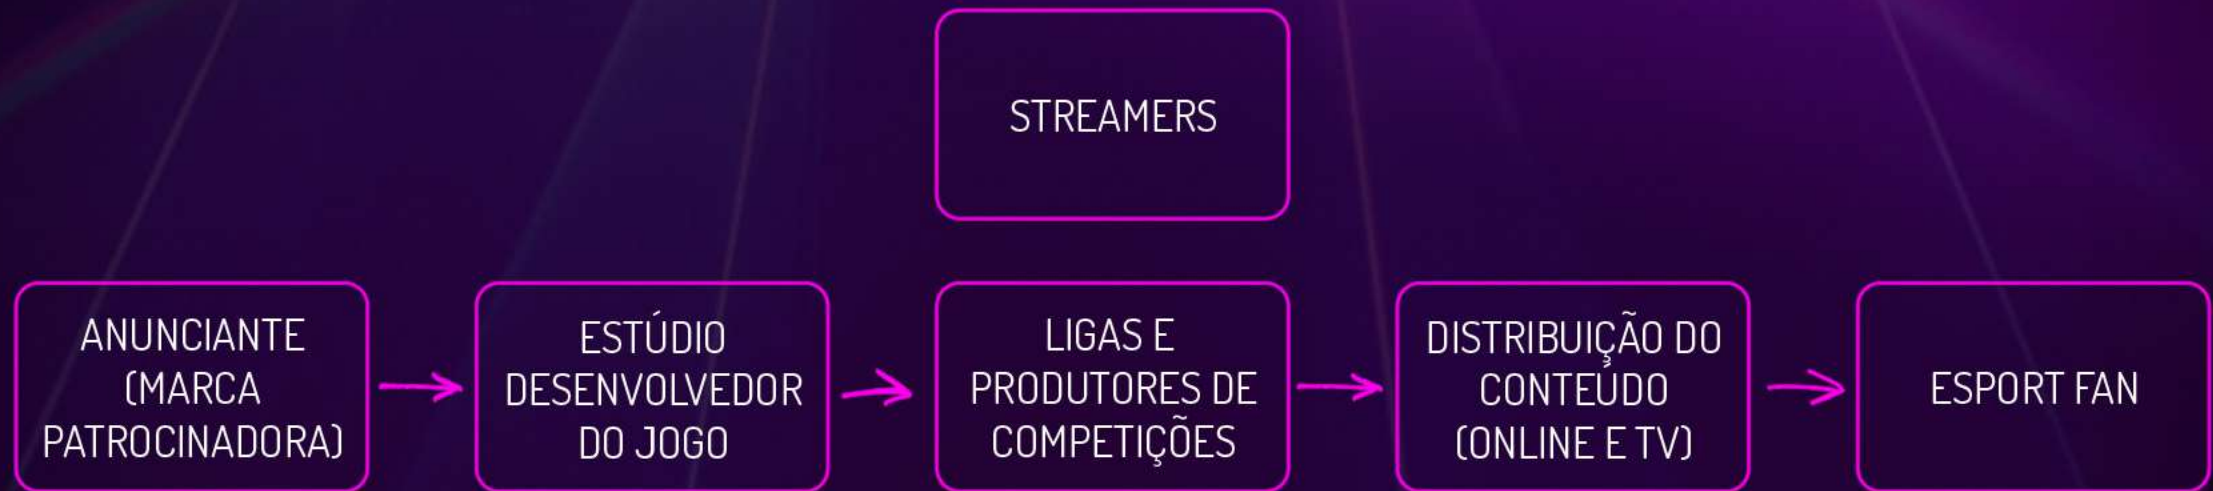 STREAMERS
ANUNCIANTE
(MARCA
PATROCINADORA)
ESTÚDIO
DESENVOLVEDOR
DO JOGO
LIGAS E
PRODUTORES DE
COMPETIÇÕES
DISTRIBUIÇÃO DO
CONTEÚDO
(ONLINE E TV)
ESPORT FAN